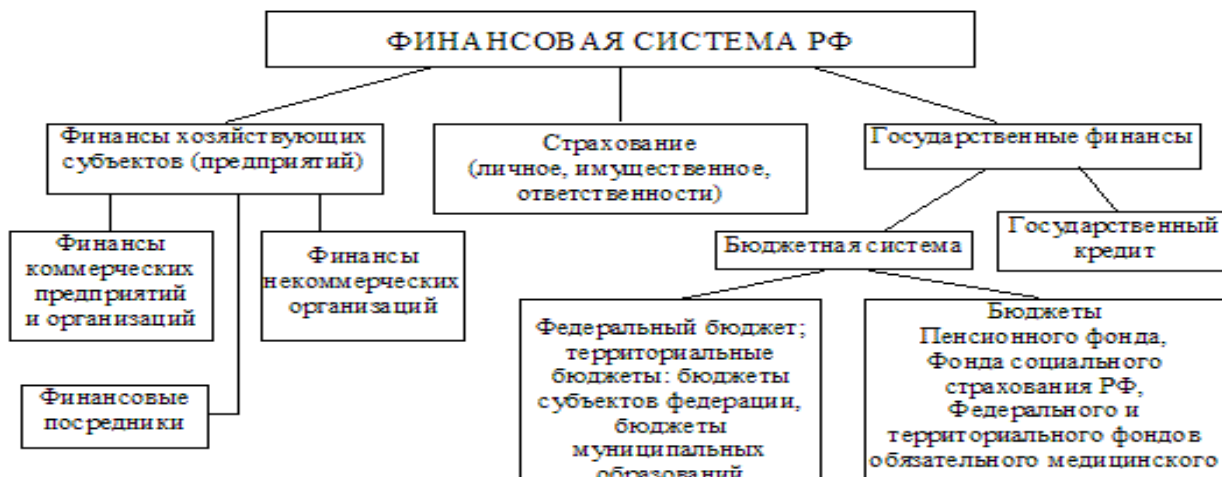 ФИНАНСОВАЯ СИСТЕМА РФ
Финансы хозяйствующих
субъектов (предприятий)
Страхование
(личное, имущественное,
ответственности)
Государственные финансы
Финансы
коммерческих
предприятий
и организаций
Финансы
некоммерческих
организаций
Финансовые
посредники
Бюджетная система
Государственный
кредит
Федеральный бюджет;
территориальные
бюджеты: бюджеты
субъектов федерации,
бюджеты
муниципальных
образований
Бюджеты
Пенсионного фонда,
Фонда социального
страхования РФ,
Федерального и
территориального фондов
обязательного медицинского